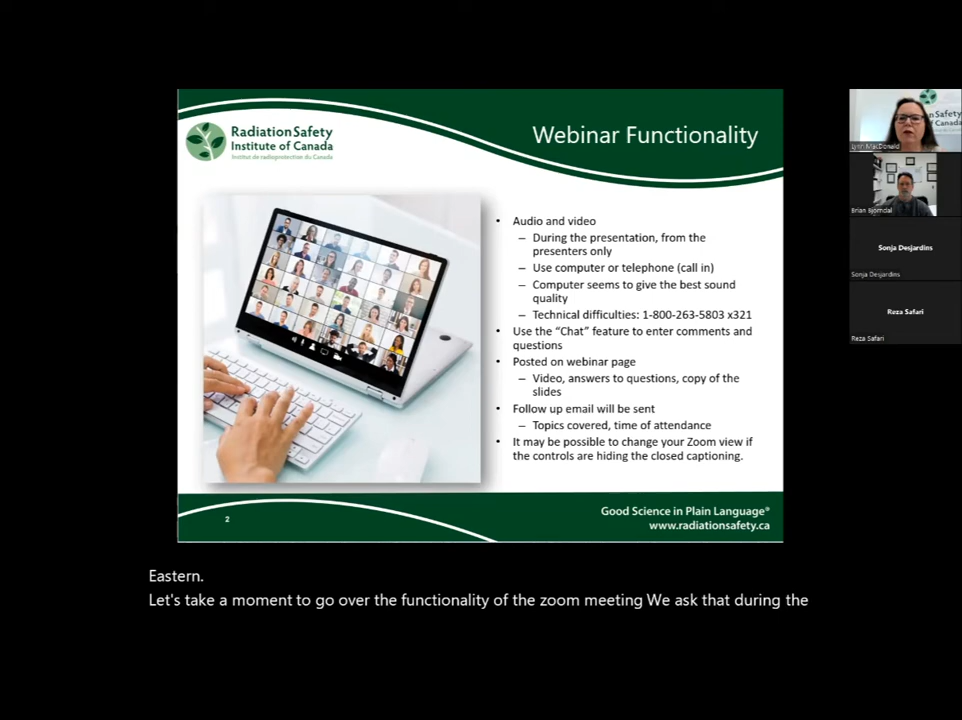 Radiation Safety
Institute of Canada
Institut de radioprotection du Canada
Webinar Functionality
• Audio and video
– During the presentation, from the
presenters only
– Use computer or telephone (call in)
– Computer seems to give the best sound
quality
– Technical difficulties: 1-800-263-5803 x321
• Use the “Chat” feature to enter comments and
questions
• Posted on webinar page
– Video, answers to questions, copy of the
slides
• Follow up email will be sent
– Topics covered, time of attendance
• It may be possible to change your Zoom view if
the controls are hiding the closed captioning.
2
Good Science in Plain Language®
www.radiationsafety.ca
Eastern.
Let's take a moment to go over the functionality of the zoom meeting We ask that during the
Lynn MacDonald
Brian Bjorndal
Sonja Desjardins
Sonja Desjardins
Reza Safari
Reza Safari